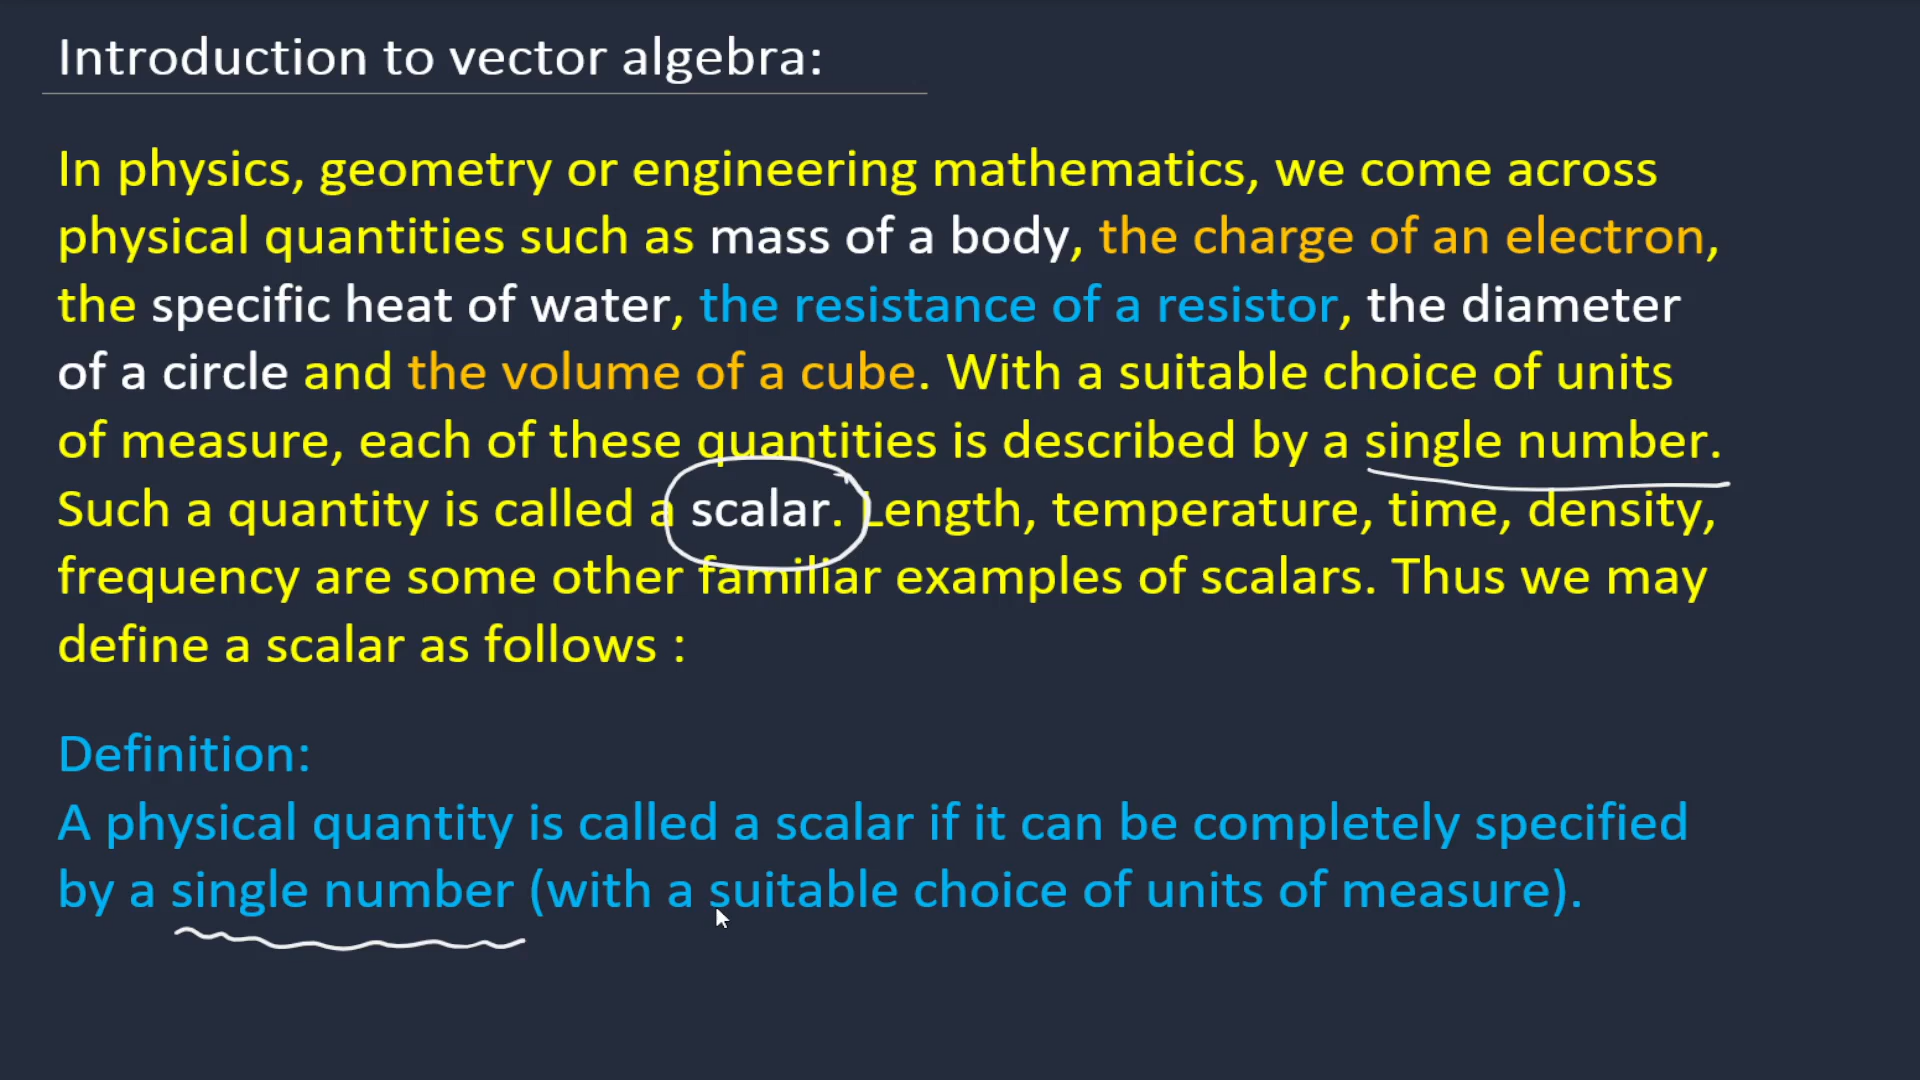 Introduction to vector algebra:
In physics, geometry or engineering mathematics, we come across
physical quantities such as mass of a body, the charge of an electron,
the specific heat of water, the resistance of a resistor, the diameter
of a circle and the volume of a cube. With a suitable choice of units
of measure, each of these quantities is described by a single number.
Such a quantity is called a scalar. Length, temperature, time, density,
frequency are some other familiar examples of scalars. Thus we may
define a scalar as follows :
Definition:
A physical quantity is called a scalar if it can be completely specified
by a single number (with a suitable choice of units of measure).